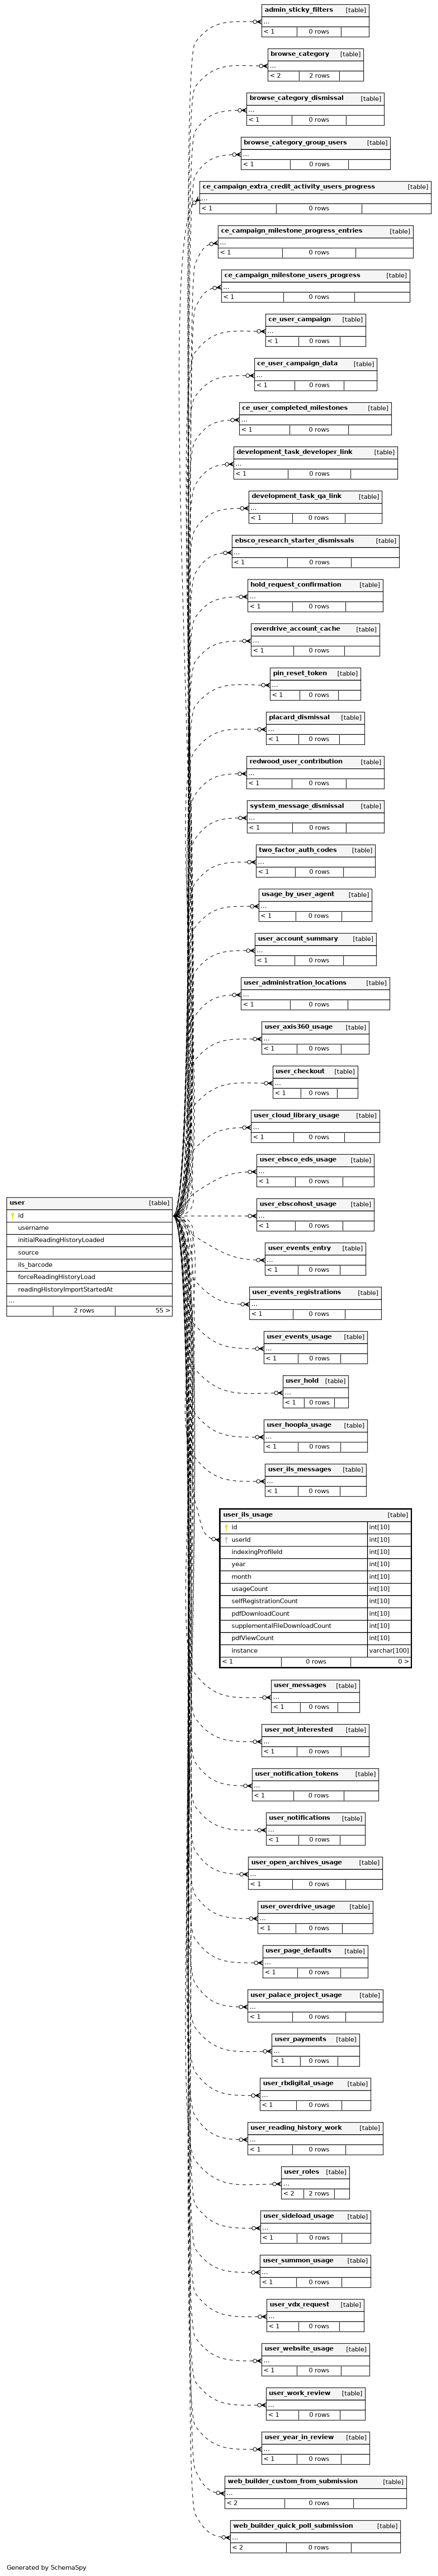 admin_sticky_filters [table]
...
< 1 0 rows
browse_category [table]
...
< 2 2 rows
browse_category_dismissal [table]
...
< 1 0 rows
browse_category_group_users [table]
...
< 1 0 rows
ce_campaign_extra_credit_activity_users_progress [table]
...
< 1 0 rows
ce_campaign_milestone_progress_entries [table]
...
< 1 0 rows
ce_campaign_milestone_users_progress [table]
...
< 1 0 rows
ce_user_campaign [table]
...
< 1 0 rows
ce_user_campaign_data [table]
...
< 1 0 rows
ce_user_completed_milestones [table]
...
< 1 0 rows
development_task_developer_link [table]
...
< 1 0 rows
development_task_qa_link [table]
...
< 1 0 rows
ebsco_research_starter_dismissals [table]
...
< 1 0 rows
hold_request_confirmation [table]
...
< 1 0 rows
overdrive_account_cache [table]
...
< 1 0 rows
pin_reset_token [table]
...
< 1 0 rows
placard_dismissal [table]
...
< 1 0 rows
redwood_user_contribution [table]
...
< 1 0 rows
system_message_dismissal [table]
...
< 1 0 rows
two_factor_auth_codes [table]
...
< 1 0 rows
usage_by_user_agent [table]
...
< 1 0 rows
user_account_summary [table]
...
< 1 0 rows
user_administration_locations [table]
...
< 1 0 rows
user_axis360_usage [table]
...
< 1 0 rows
user_checkout [table]
...
< 1 0 rows
user_cloud_library_usage [table]
...
< 1 0 rows
user_ebsco_eds_usage [table]
...
< 1 0 rows
user [table]
id
username
initialReadingHistoryLoaded
source
ils_barcode
forceReadingHistoryLoad
readingHistoryImportStartedAt
...
2 rows 55 >
user_ebscohost_usage [table]
...
< 1 0 rows
user_events_entry [table]
...
< 1 0 rows
user_events_registrations [table]
...
< 1 0 rows
user_events_usage [table]
...
< 1 0 rows
user_hold [table]
...
< 1 0 rows
user_hoopla_usage [table]
...
< 1 0 rows
user_ils_messages [table]
...
< 1 0 rows
user_ils_usage [table]
id int[10]
userId int[10]
indexingProfileId int[10]
year int[10]
month int[10]
usageCount int[10]
selfRegistrationCount int[10]
pdfDownloadCount int[10]
supplementalFileDownloadCount int[10]
pdfViewCount int[10]
instance varchar[100]
< 1 0 rows 0 >
user_messages [table]
...
< 1 0 rows
user_not_interested [table]
...
< 1 0 rows
user_notification_tokens [table]
...
< 1 0 rows
user_notifications [table]
...
< 1 0 rows
user_open_archives_usage [table]
...
< 1 0 rows
user_overdrive_usage [table]
...
< 1 0 rows
user_page_defaults [table]
...
< 1 0 rows
user_palace_project_usage [table]
...
< 1 0 rows
user_payments [table]
...
< 1 0 rows
user_rbdigital_usage [table]
...
< 1 0 rows
user_reading_history_work [table]
...
< 1 0 rows
user_roles [table]
...
< 2 2 rows
user_sideload_usage [table]
...
< 1 0 rows
user_summon_usage [table]
...
< 1 0 rows
user_vdx_request [table]
...
< 1 0 rows
user_website_usage [table]
...
< 1 0 rows
user_work_review [table]
...
< 1 0 rows
user_year_in_review [table]
...
< 1 0 rows
web_builder_custom_from_submission [table]
...
< 2 0 rows
web_builder_quick_poll_submission [table]
...
< 2 0 rows
Generated by SchemaSpy